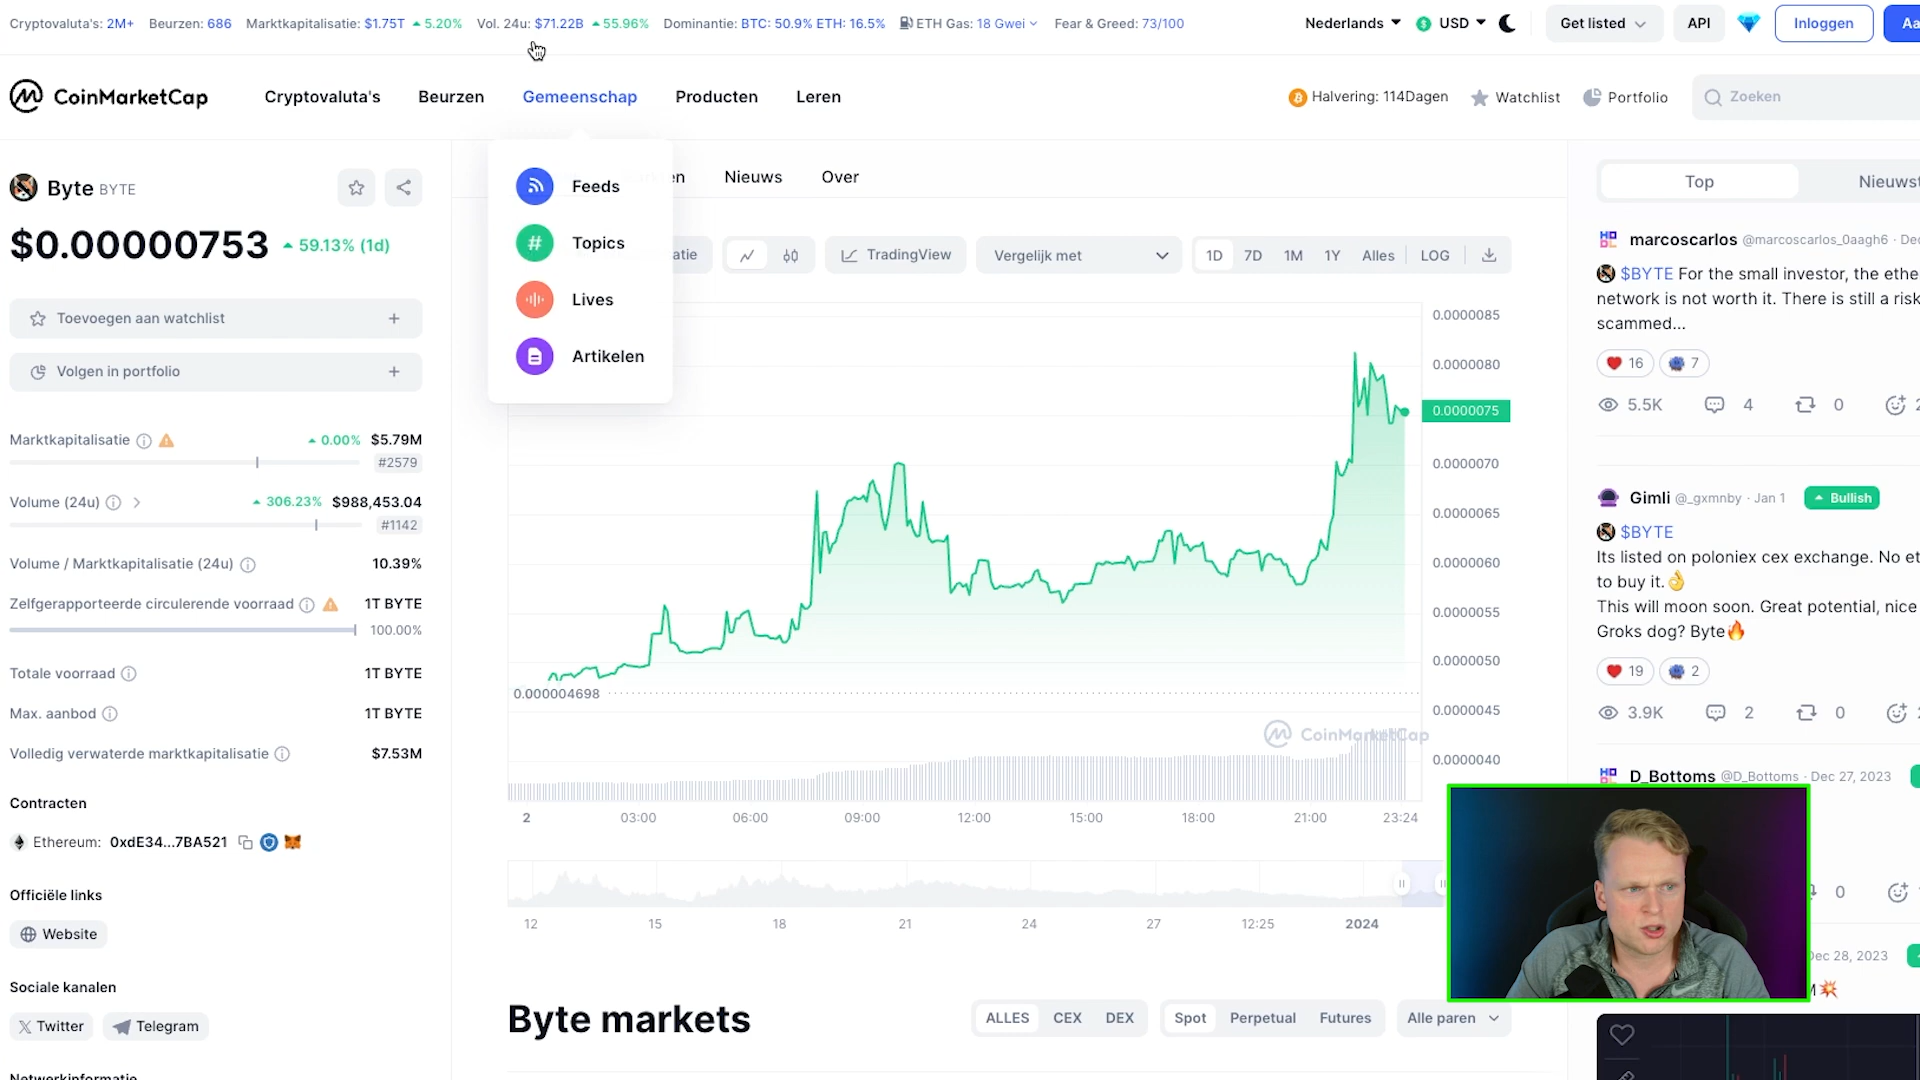 Cryptovaluta's: 2M+ Beurzen: 686 Marktkapitalisatie: $1.75T 5.20% Vol. 24u: $71.22B 55.96% Dominantie: BTC: 50.9% ETH: 16.5% ETH Gas: 18 Gwei Fear & Greed: 73/100 Nederlands USD Get listed API Inloggen
CoinMarketCap Cryptovaluta's Beurzen Gemeenschap Producten Leren Halvering: 114Dagen Watchlist Portfolio Zoeken
Feeds
Topics
Lives
Artikelen
Nieuws Over
Byte BYTE
$0.00000753 59.13% (1d)
Toevoegen aan watchlist +
Volgen in portfolio +
Marktkapitalisatie 0.00% $5.79M
#2579
Volume (24u) 306.23% $988,453.04
#1142
Volume / Marktkapitalisatie (24u) 10.39%
Zelfgerapporteerde circulerende voorraad 1T BYTE
100.00%
Totale voorraad 1T BYTE
Max. aanbod 1T BYTE
Volledig verwaterde marktkapitalisatie $7.53M
Contracten
Ethereum: 0xdE34...7BA521
Officiële links
Website
Sociale kanalen
Twitter Telegram
Netwerkinformatie
atie TradingView Vergelijk met 1D 7D 1M 1Y Alles LOG
0.0000085
0.0000080
0.0000075
0.0000070
0.0000065
0.0000060
0.0000055
0.0000050
0.000004698
0.0000045
CoinMarketCap
0.0000040
2 03:00 06:00 09:00 12:00 15:00 18:00 21:00 23:24
12 15 18 21 24 27 12:25 2024
Byte markets ALLES CEX DEX Spot Perpetual Futures Alle paren
Top Nieuwst
marcoscarlos @marcoscarlos_0aagh6 · Dec
$BYTE For the small investor, the ethe
network is not worth it. There is still a risk
scammed...
16 7
5.5K 4 0 2
Gimli @_gxmnby · Jan 1 Bullish
$BYTE
Its listed on poloniex cex exchange. No et
to buy it.👌
This will moon soon. Great potential, nice
Groks dog? Byte🔥
19 2
3.9K 2 0 2
D_Bottoms @D_Bottoms · Dec 27, 2023
0
Dec 28, 2023